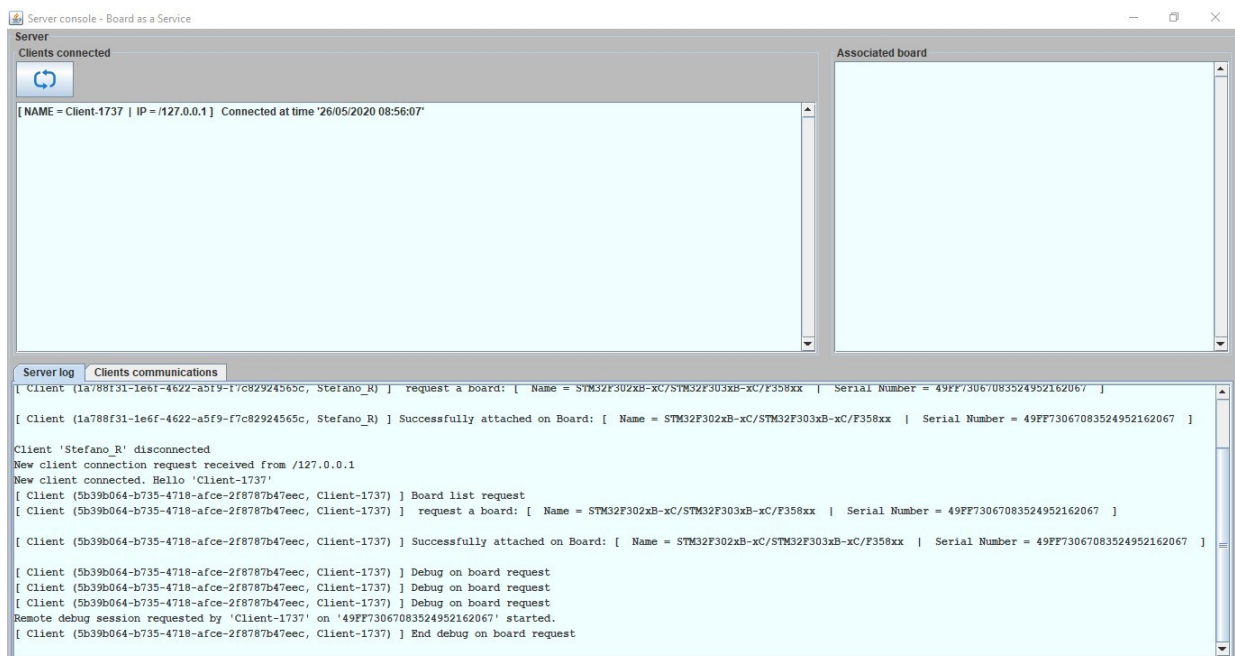 Server console - Board as a Service
Server
Clients connected
Associated board
[ NAME = Client-1737 | IP = /127.0.0.1 ] Connected at time '26/05/2020 08:56:07'
Server log Clients communications
[ Client (1a788f31-1e6f-4622-a5f9-f7c82924565c, Stefano_R) ] request a board: [ Name = STM32F302xB-xC/STM32F303xB-xC/F358xx | Serial Number = 49FF73067083524952162067 ]
[ Client (1a788f31-1e6f-4622-a5f9-f7c82924565c, Stefano_R) ] Successfully attached on Board: [ Name = STM32F302xB-xC/STM32F303xB-xC/F358xx | Serial Number = 49FF73067083524952162067 ]
Client 'Stefano_R' disconnected
New client connection request received from /127.0.0.1
New client connected. Hello 'Client-1737'
[ Client (5b39b064-b735-4718-afce-2f8787b47eec, Client-1737) ] Board list request
[ Client (5b39b064-b735-4718-afce-2f8787b47eec, Client-1737) ] request a board: [ Name = STM32F302xB-xC/STM32F303xB-xC/F358xx | Serial Number = 49FF73067083524952162067 ]
[ Client (5b39b064-b735-4718-afce-2f8787b47eec, Client-1737) ] Successfully attached on Board: [ Name = STM32F302xB-xC/STM32F303xB-xC/F358xx | Serial Number = 49FF73067083524952162067 ]
[ Client (5b39b064-b735-4718-afce-2f8787b47eec, Client-1737) ] Debug on board request
[ Client (5b39b064-b735-4718-afce-2f8787b47eec, Client-1737) ] Debug on board request
[ Client (5b39b064-b735-4718-afce-2f8787b47eec, Client-1737) ] Debug on board request
Remote debug session requested by 'Client-1737' on '49FF73067083524952162067' started.
[ Client (5b39b064-b735-4718-afce-2f8787b47eec, Client-1737) ] End debug on board request